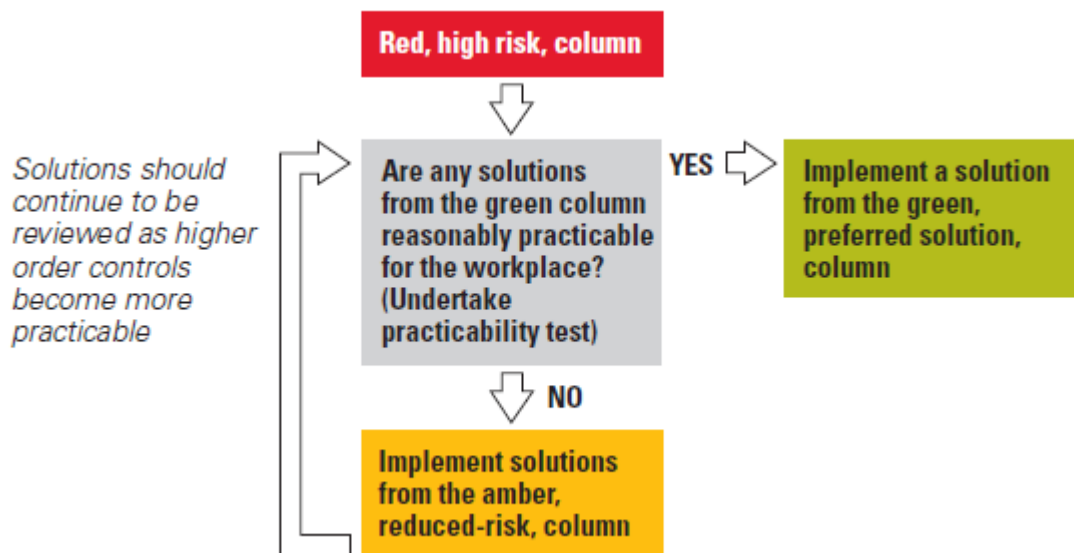 Red, high risk, column
Solutions should
continue to be
reviewed as higher
order controls
become more
practicable
Are any solutions
from the green column
reasonably practicable
for the workplace?
(Undertake
practicability test)
YES
Implement a solution
from the green,
preferred solution,
column
NO
Implement solutions
from the amber,
reduced-risk, column